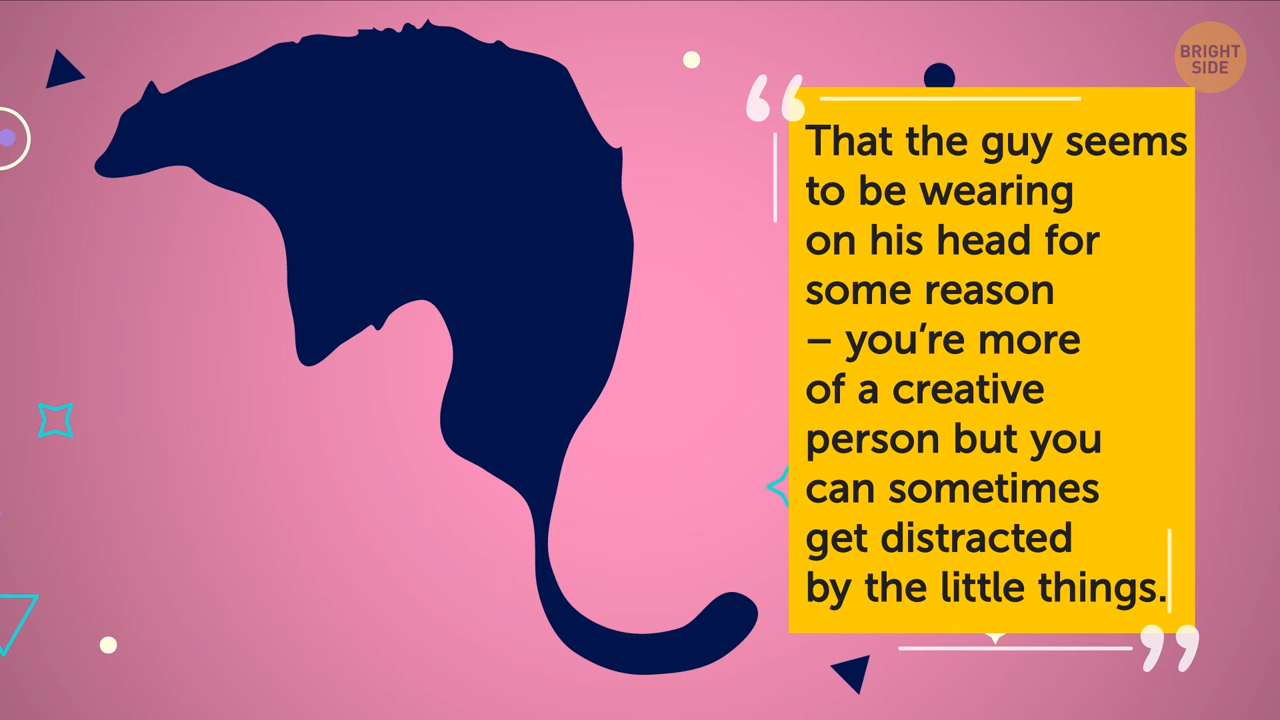 BRIGHT
SIDE
“
That the guy seems
to be wearing
on his head for
some reason
– you’re more
of a creative
person but you
can sometimes
get distracted
by the little things.
”